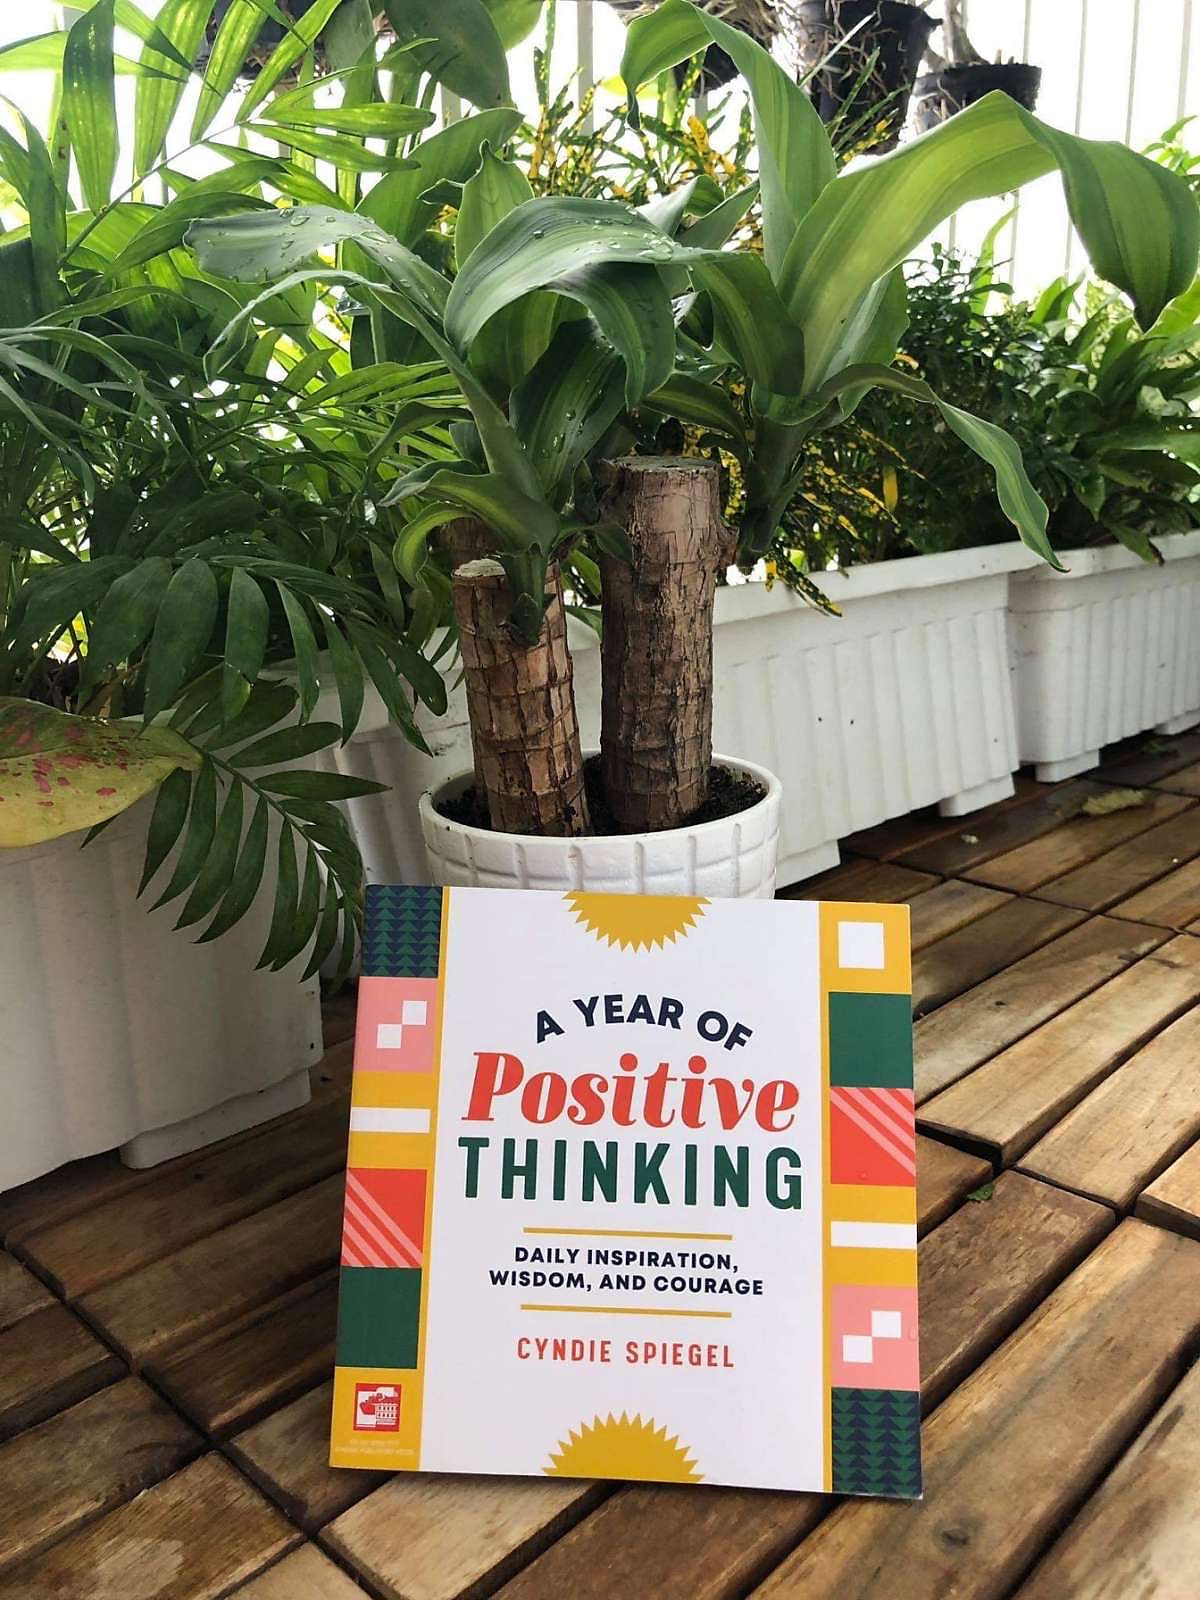 A YEAR OF
Positive
THINKING
DAILY INSPIRATION,
WISDOM, AND COURAGE
CYNDIE SPIEGEL